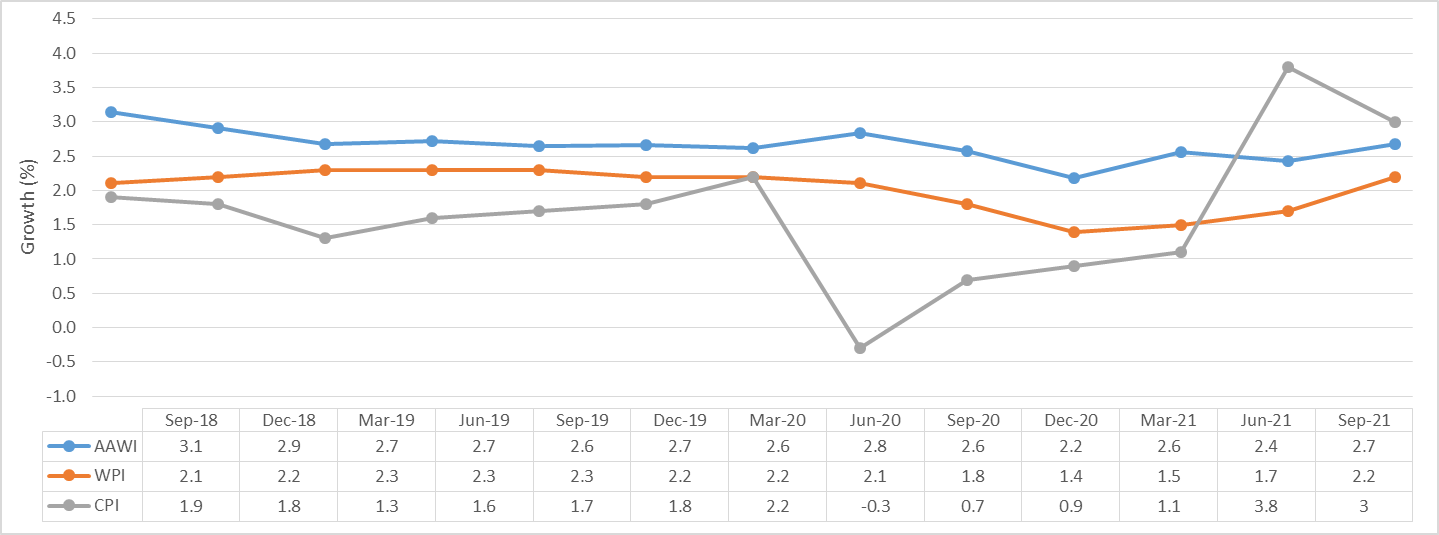 4.5
4.0
3.5
3.0
2.5
2.0
1.5
1.0
0.5
0.0
-0.5
-1.0
Growth (%)
Sep-18 Dec-18 Mar-19 Jun-19 Sep-19 Dec-19 Mar-20 Jun-20 Sep-20 Dec-20 Mar-21 Jun-21 Sep-21
AAWI 3.1 2.9 2.7 2.7 2.6 2.7 2.6 2.8 2.6 2.2 2.6 2.4 2.7
WPI 2.1 2.2 2.3 2.3 2.3 2.2 2.2 2.1 1.8 1.4 1.5 1.7 2.2
CPI 1.9 1.8 1.3 1.6 1.7 1.8 2.2 -0.3 0.7 0.9 1.1 3.8 3